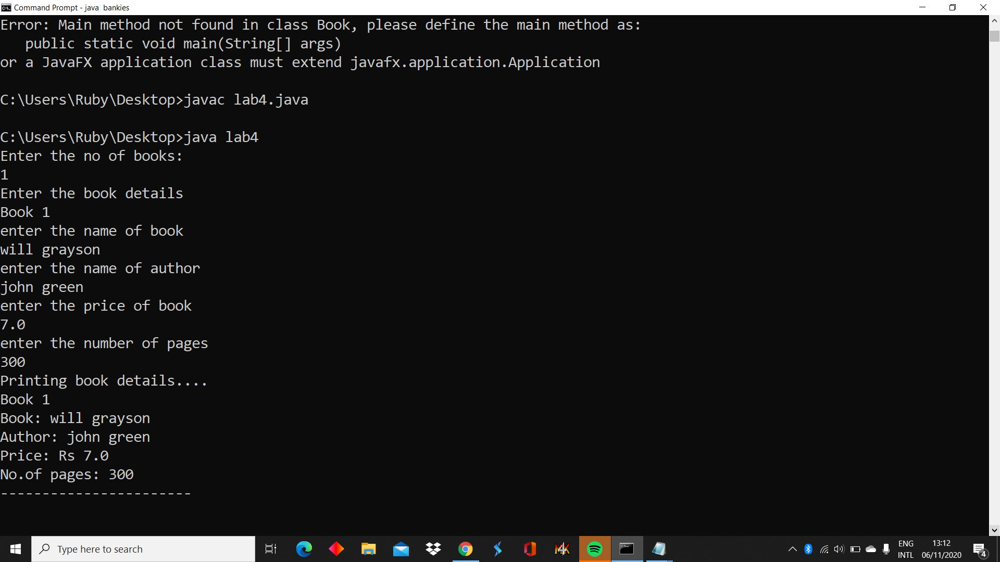 Command Prompt - java  bankies
Error: Main method not found in class Book, please define the main method as:
   public static void main(String[] args)
or a JavaFX application class must extend javafx.application.Application
C:\Users\Ruby\Desktop>javac lab4.java
C:\Users\Ruby\Desktop>java lab4
Enter the no of books:
1
Enter the book details
Book 1
enter the name of book
will grayson
enter the name of author
john green
enter the price of book
7.0
enter the number of pages
300
Printing book details....
Book 1
Book: will grayson
Author: john green
Price: Rs 7.0
No.of pages: 300
-----------------------
Type here to search
ENG
INTL
13:12
06/11/2020
4